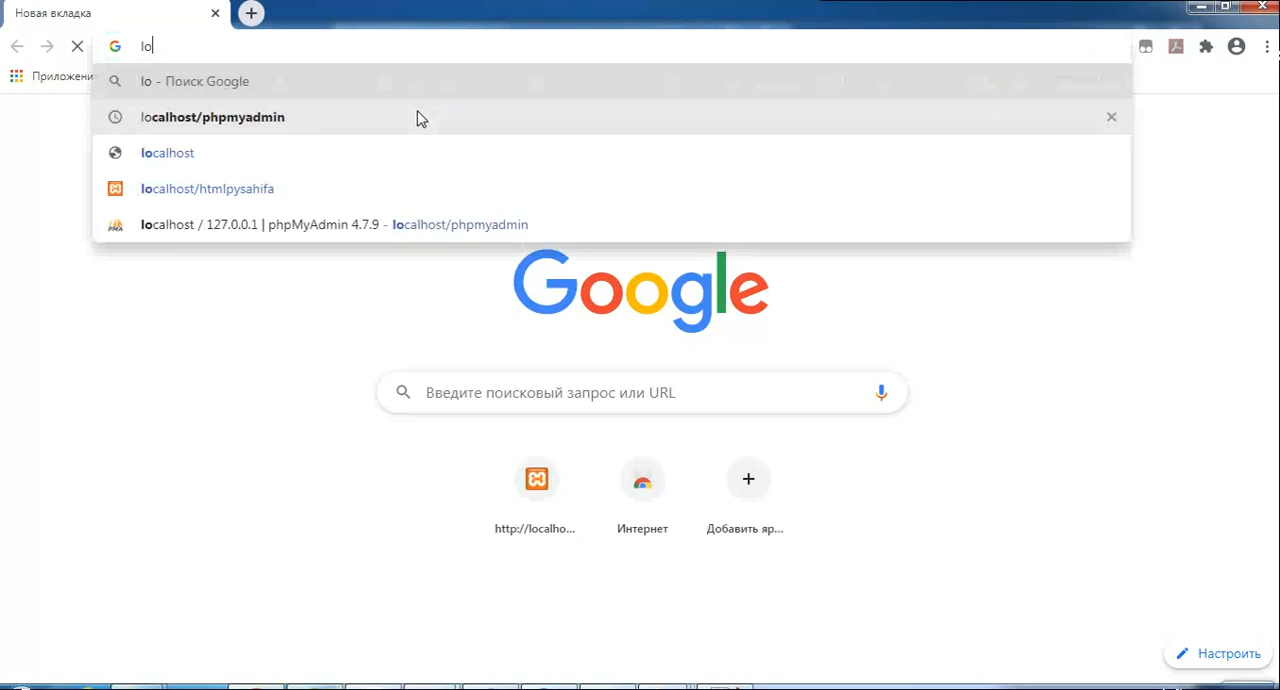 Новая вкладка
lo
Приложени
lo - Поиск Google
localhost/phpmyadmin
localhost
localhost/htmlpysahifa
localhost / 127.0.0.1 | phpMyAdmin 4.7.9 - localhost/phpmyadmin
Google
Введите поисковый запрос или URL
http://localho...
Интернет
Добавить яр...
Настроить